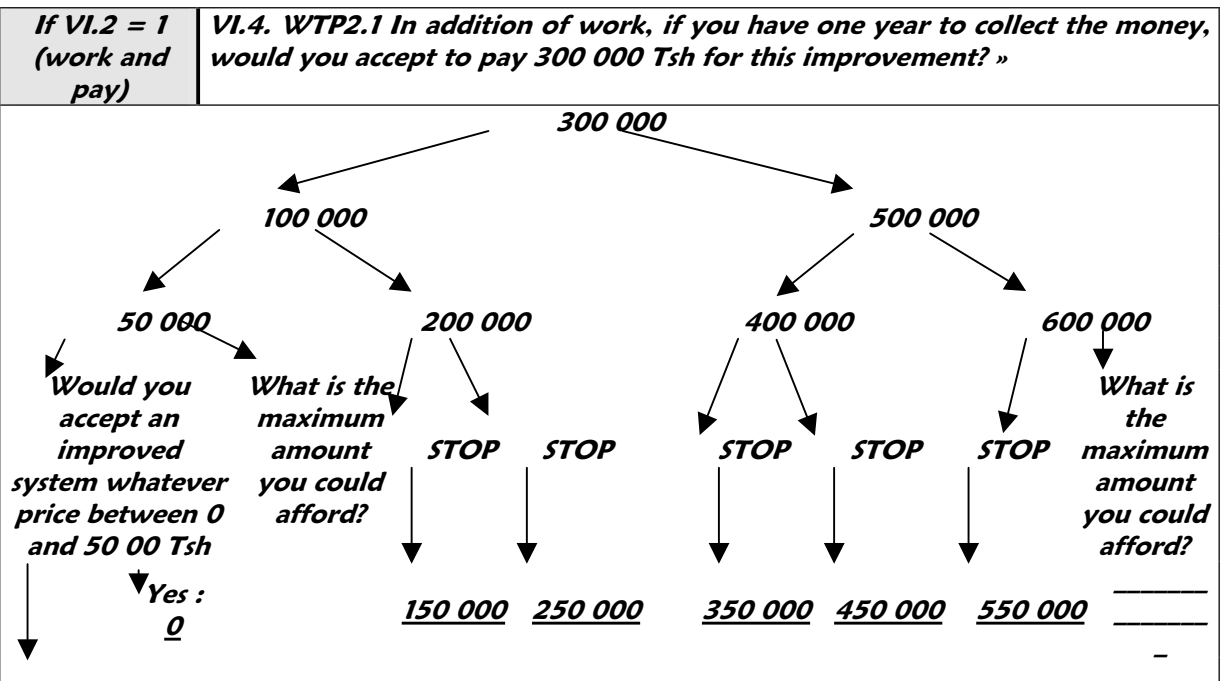 If VI.2 = 1
(work and
pay)
VI.4. WTP2.1 In addition of work, if you have one year to collect the money,
would you accept to pay 300 000 Tsh for this improvement? »
300 000
100 000
500 000
50 000
200 000
400 000
600 000
Would you
accept an
improved
system whatever
price between 0
and 50 00 Tsh
What is the
maximum
amount
you could
afford?
STOP
STOP
STOP
STOP
STOP
What is
the
maximum
amount
you could
afford?
Yes :
0
150 000
250 000
350 000
450 000
550 000
_______
_______
_